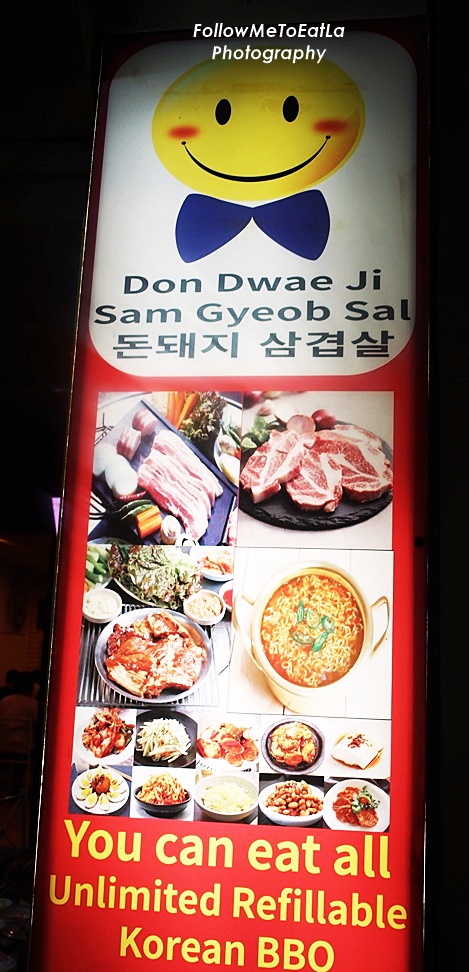 FollowMeToEatLa
Photography
Don Dwae Ji
Sam Gyeob Sal
돈돼지 삼겹살
You can eat all
Unlimited Refillable
Korean BBQ